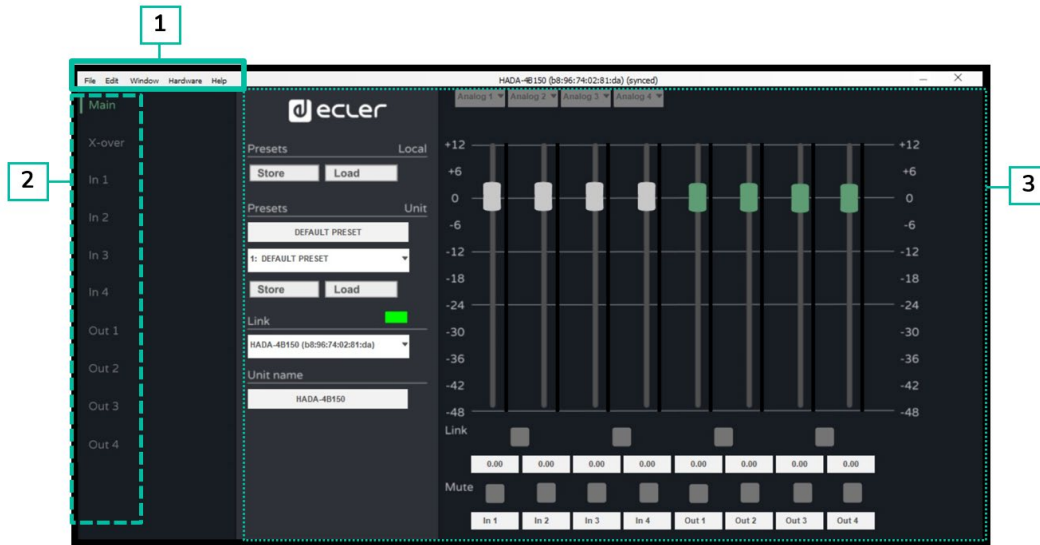 1
File Edit Window Hardware Help
HADA-4B150 (b8:96:74:02:81:da) (synced)
2
Main
X-over
In 1
In 2
In 3
In 4
Out 1
Out 2
Out 3
Out 4
ecler
Presets Local
Store Load
Presets Unit
DEFAULT PRESET
1: DEFAULT PRESET
Store Load
Link
HADA-4B150 (b8:96:74:02:81:da)
Unit name
HADA-4B150
Analog 1 Analog 2 Analog 3 Analog 4
+12 +12
+6 +6
0 0
-6 -6
-12 -12
-18 -18
-24 -24
-30 -30
-36 -36
-42 -42
-48 -48
Link
0.00 0.00 0.00 0.00 0.00 0.00 0.00 0.00
Mute
In 1 In 2 In 3 In 4 Out 1 Out 2 Out 3 Out 4
3